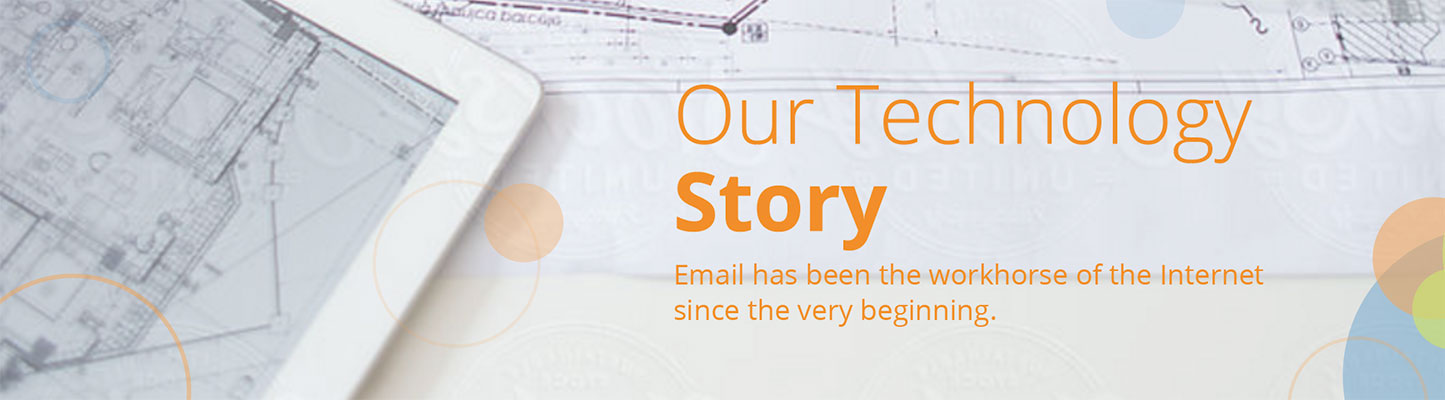 Our Technology
Story
Email has been the workhorse of the Internet
since the very beginning.